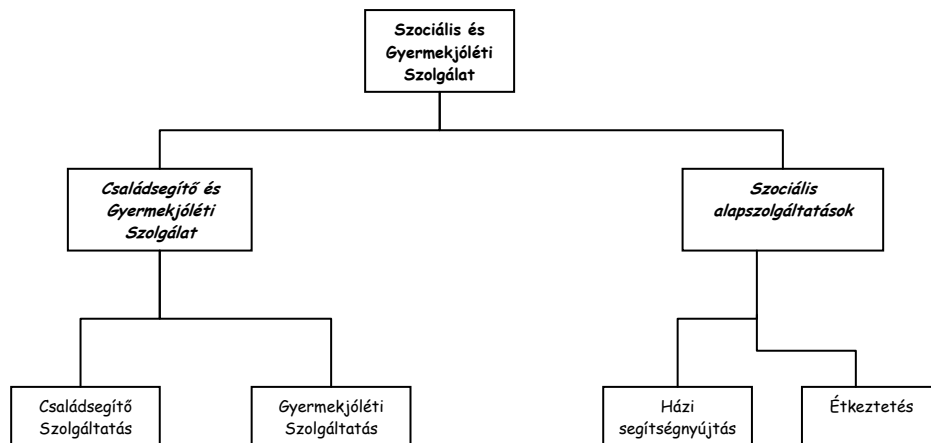 Szociális és
Gyermekjóléti
Szolgálat
Családsegítő és
Gyermekjóléti
Szolgálat
Szociális
alapszolgáltatások
Családsegítő
Szolgáltatás
Gyermekjóléti
Szolgáltatás
Házi
segítségnyújtás
Étkeztetés